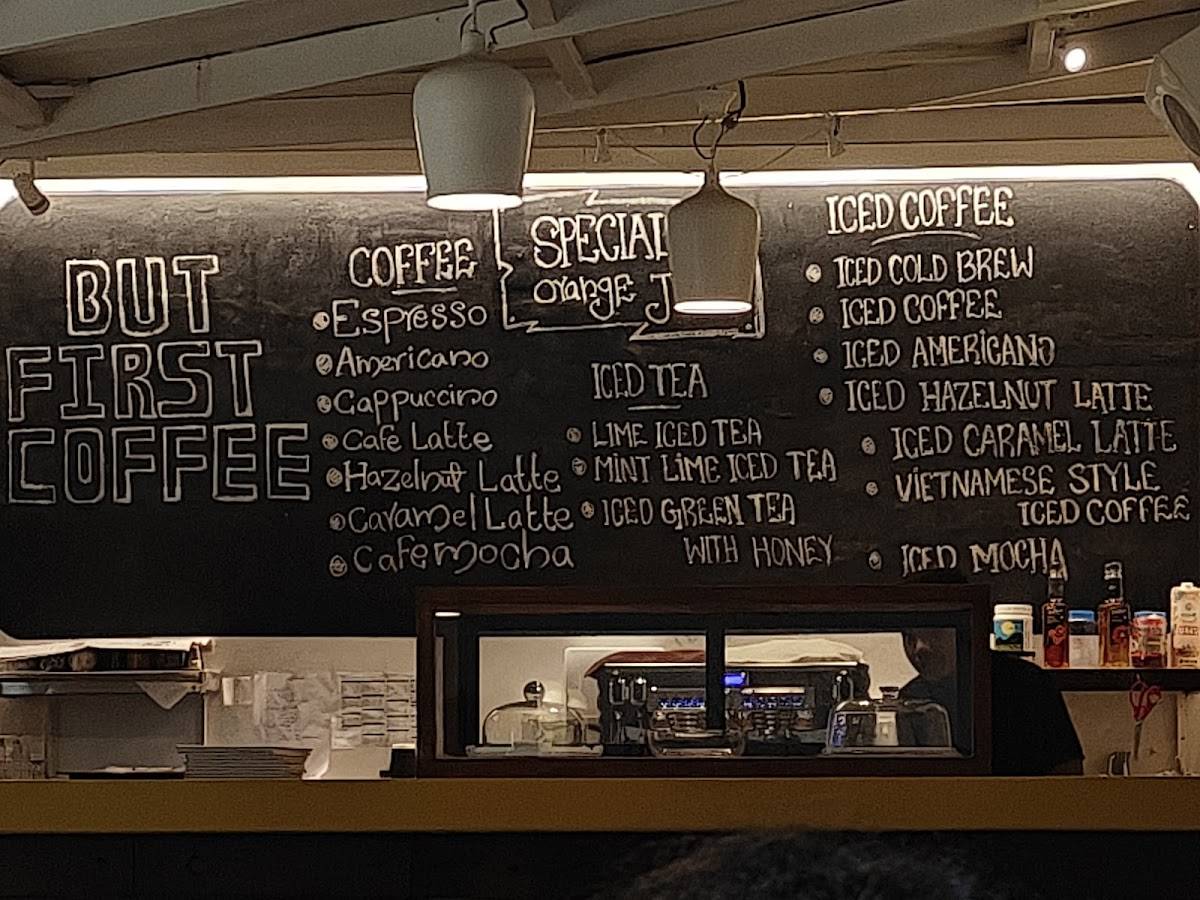 BUT
FIRST
COFFEE
COFFEE
Espresso
Americano
Cappuccino
Cafe Latte
Hazelnut Latte
Caramel Latte
Cafe mocha
SPECIAL
orange J
ICED TEA
LIME ICED TEA
MINT LIME ICED TEA
ICED GREEN TEA
WITH HONEY
ICED COFFEE
ICED COLD BREW
ICED COFFEE
ICED AMERICANO
ICED HAZELNUT LATTE
ICED CARAMEL LATTE
VIETNAMESE STYLE
ICED COFFEE
ICED MOCHA